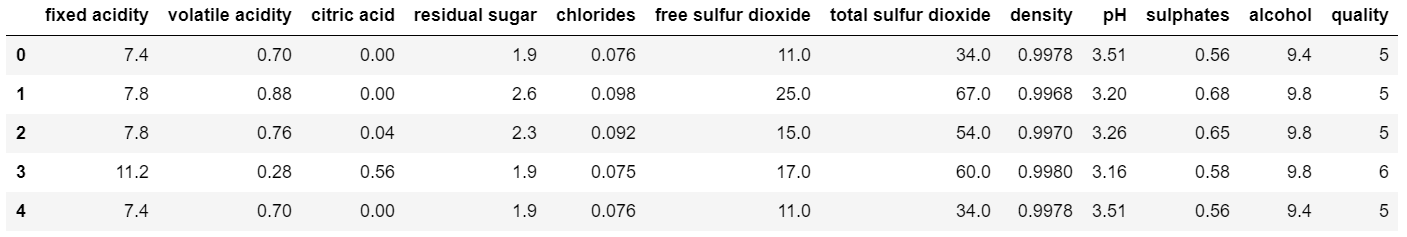 fixed acidity volatile acidity citric acid residual sugar chlorides free sulfur dioxide total sulfur dioxide density pH sulphates alcohol quality
0 7.4 0.70 0.00 1.9 0.076 11.0 34.0 0.9978 3.51 0.56 9.4 5
1 7.8 0.88 0.00 2.6 0.098 25.0 67.0 0.9968 3.20 0.68 9.8 5
2 7.8 0.76 0.04 2.3 0.092 15.0 54.0 0.9970 3.26 0.65 9.8 5
3 11.2 0.28 0.56 1.9 0.075 17.0 60.0 0.9980 3.16 0.58 9.8 6
4 7.4 0.70 0.00 1.9 0.076 11.0 34.0 0.9978 3.51 0.56 9.4 5